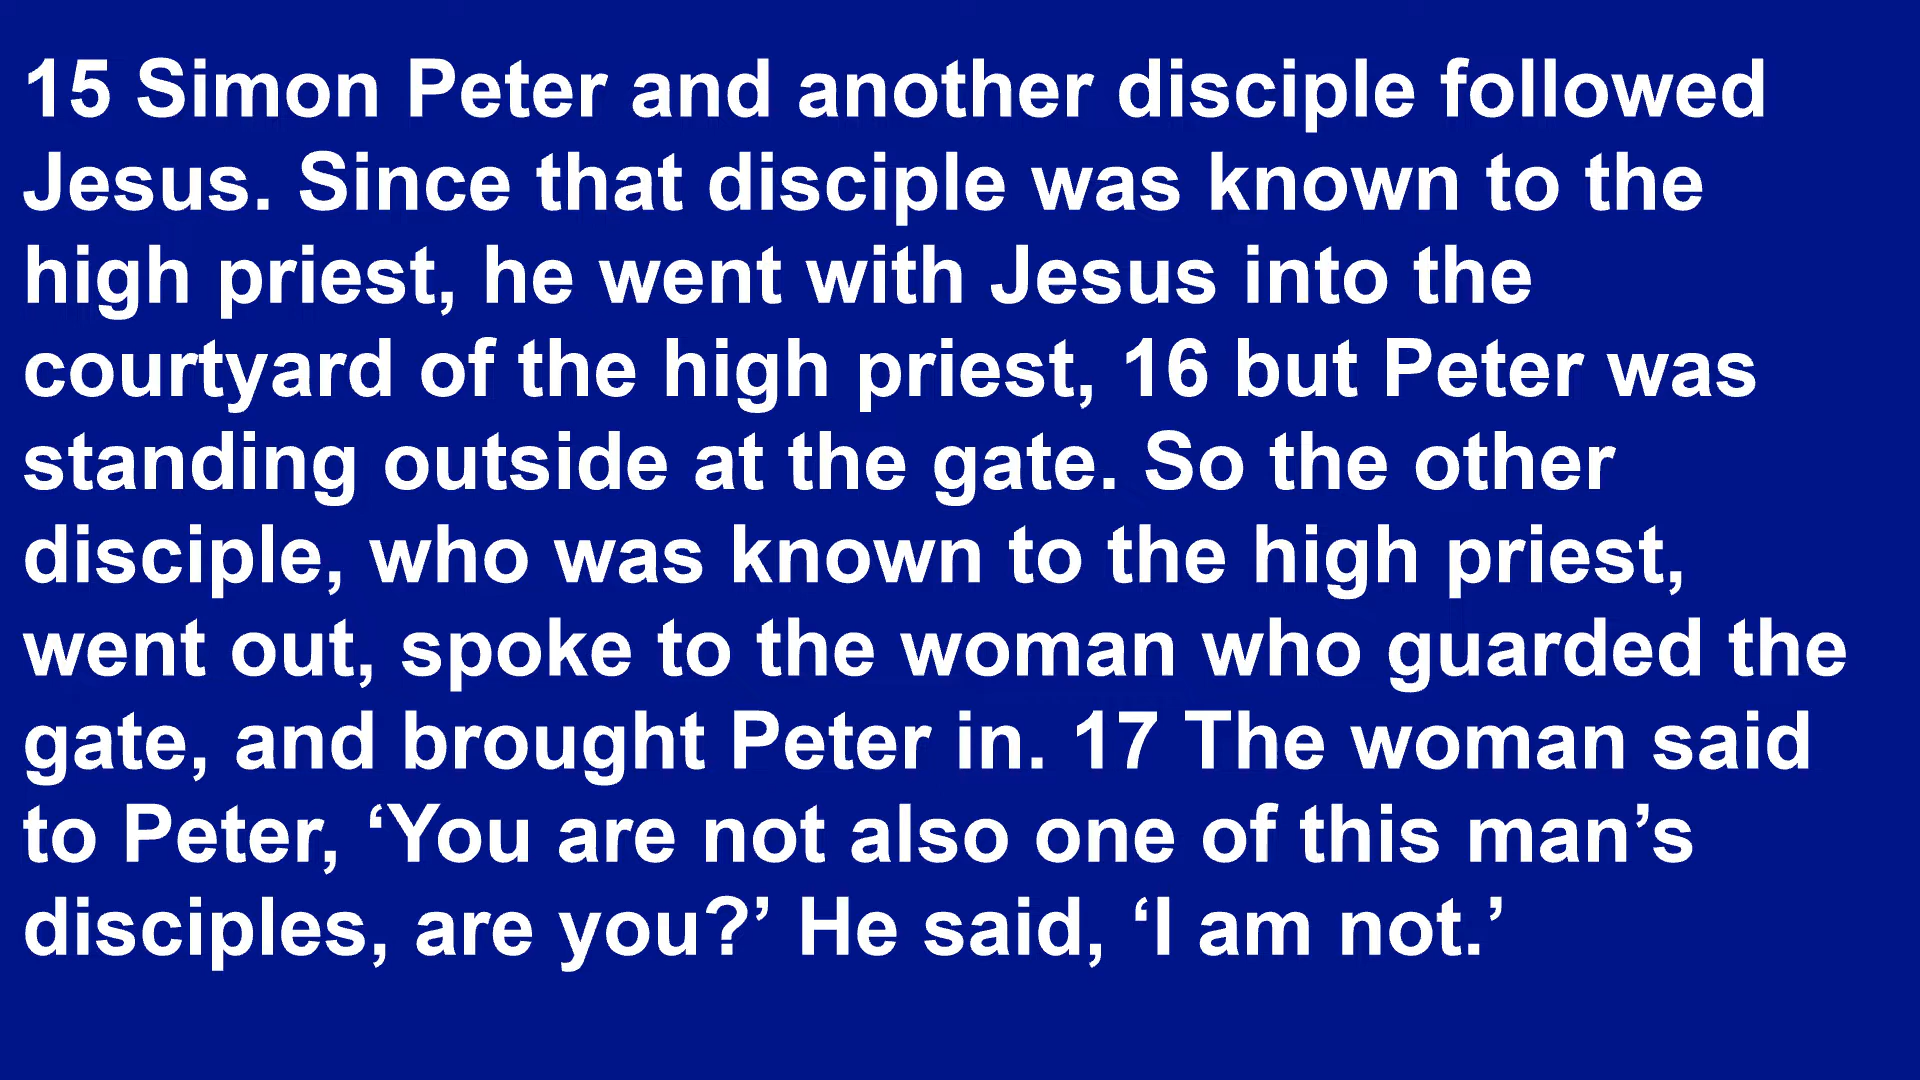 15 Simon Peter and another disciple followed
Jesus. Since that disciple was known to the
high priest, he went with Jesus into the
courtyard of the high priest, 16 but Peter was
standing outside at the gate. So the other
disciple, who was known to the high priest,
went out, spoke to the woman who guarded the
gate, and brought Peter in. 17 The woman said
to Peter, ‘You are not also one of this man’s
disciples, are you?’ He said, ‘I am not.’